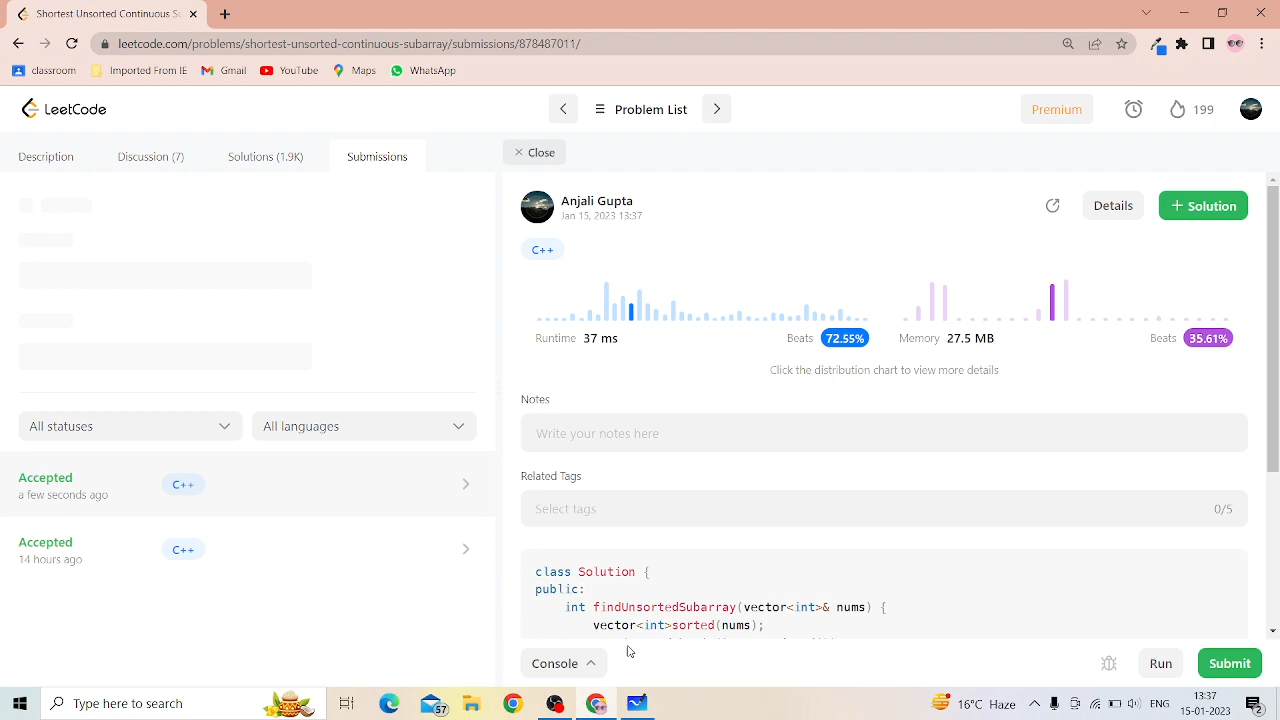 Shortest Unsorted Continuous Su
leetcode.com/problems/shortest-unsorted-continuous-subarray/submissions/878487011/
classroom
Imported From IE
Gmail
YouTube
Maps
WhatsApp
LeetCode
Problem List
Premium
199
Description
Discussion (7)
Solutions (1.9K)
Submissions
Close
Anjali Gupta
Jan 15, 2023 13:37
Details
+ Solution
C++
Runtime 37 ms
Beats 72.55%
Memory 27.5 MB
Beats 35.61%
Click the distribution chart to view more details
Notes
Write your notes here
Related Tags
Select tags
0/5
All statuses
All languages
Accepted
a few seconds ago
C++
Accepted
14 hours ago
C++
class Solution {
public:
int findUnsortedSubarray(vector<int>& nums) {
vector<int>sorted(nums);
Console
Run
Submit
Type here to search
67
16°C Haze
ENG
13:37
15-01-2023
2